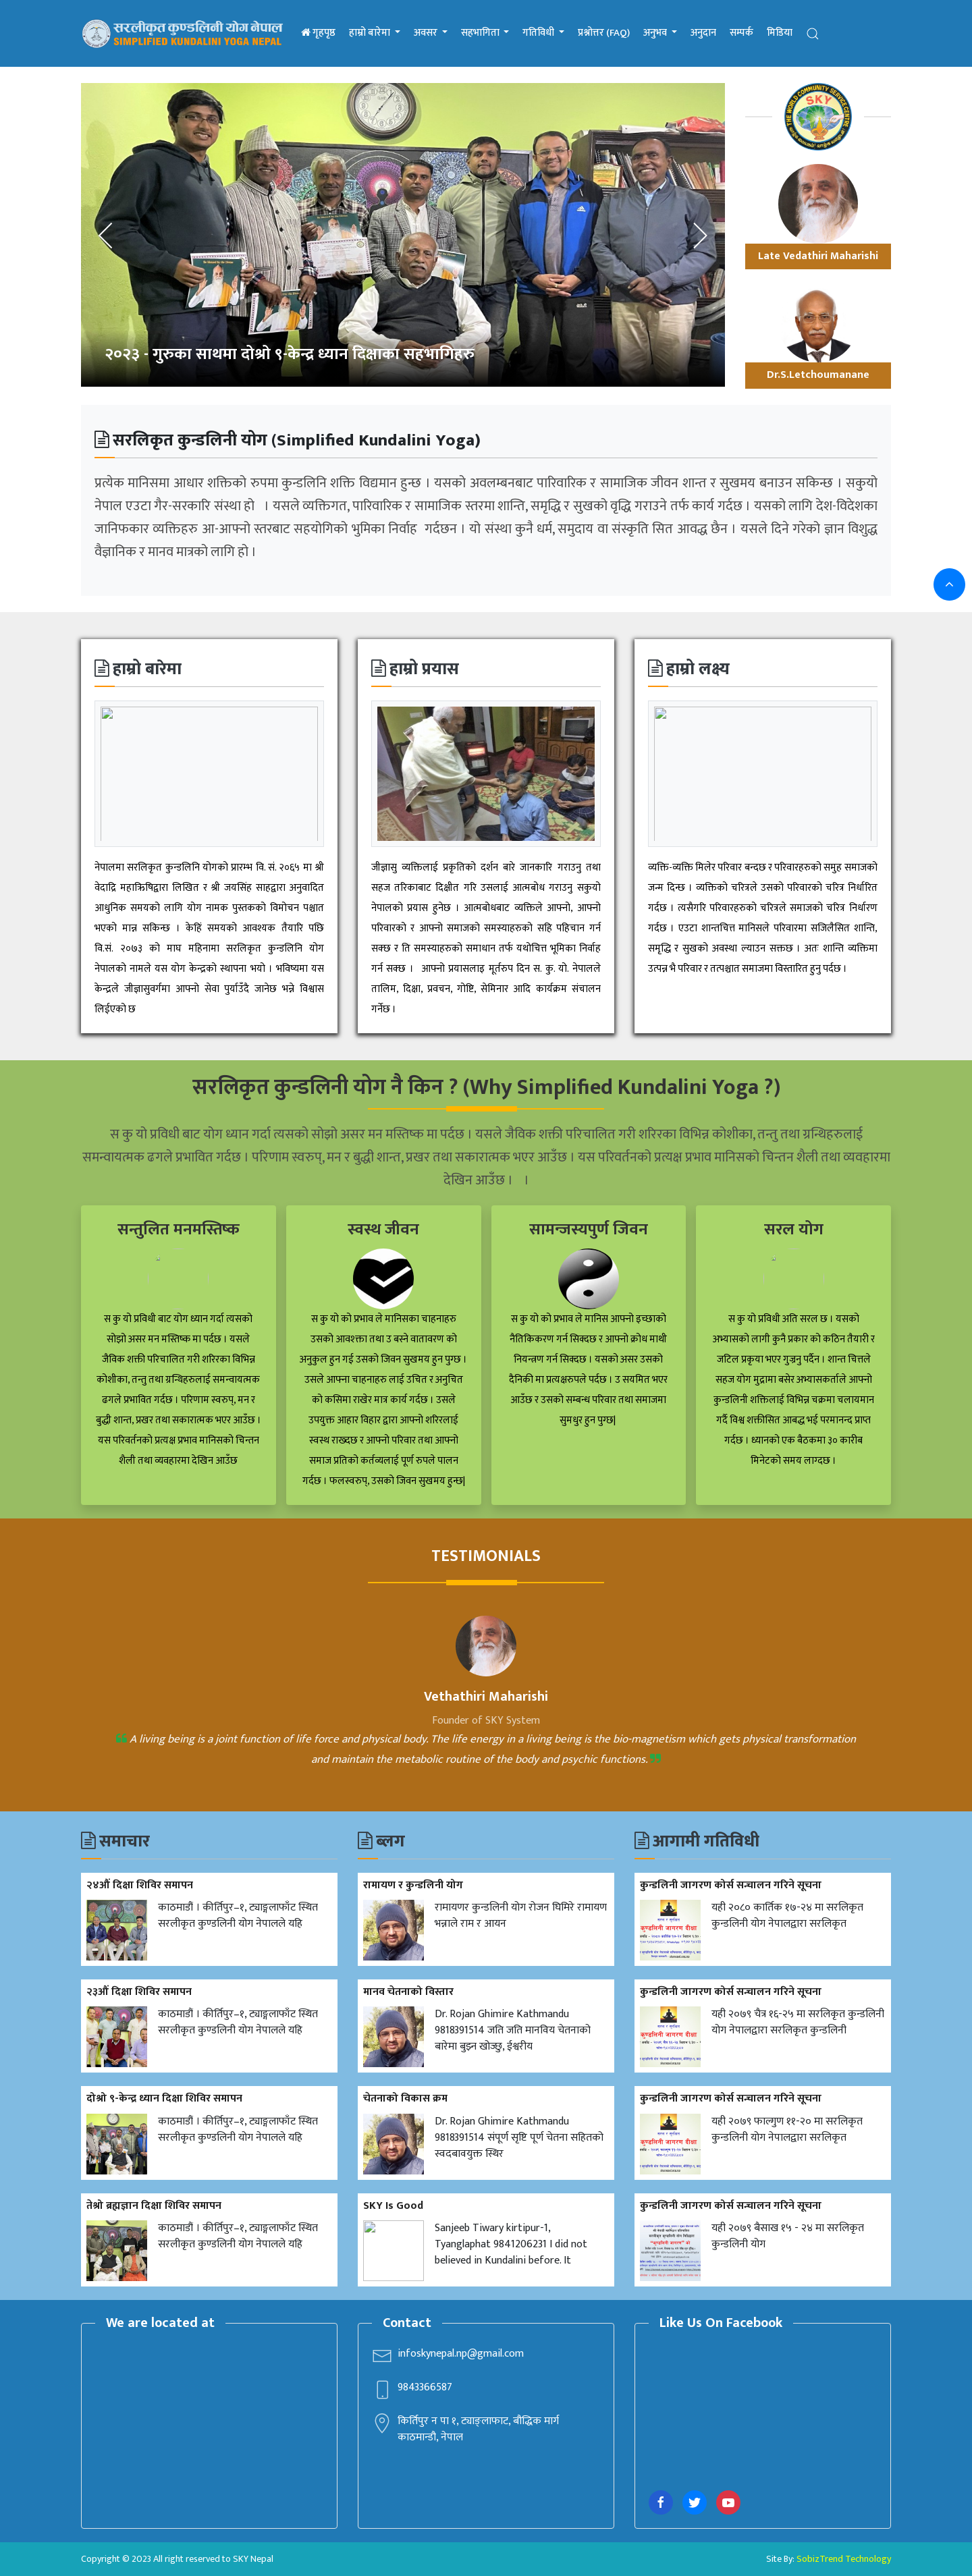 सरलीकृत कुण्डलिनी योग नेपाल
SIMPLIFIED KUNDALINI YOGA NEPAL
गृहपृष्ठ हाम्रो बारेमा अवसर सहभागिता गतिविधी प्रश्नोत्तर (FAQ) अनुभव अनुदान सम्पर्क मिडिया
२०२३ - गुरुका साथमा दोश्रो ९-केन्द्र ध्यान दिक्षाका सहभागिहरु
SKY
Late Vedathiri Maharishi
Dr.S.Letchoumanane
सरलिकृत कुन्डलिनी योग (Simplified Kundalini Yoga)
प्रत्येक मानिसमा आधार शक्तिको रुपमा कुन्डलिनि शक्ति विद्यमान हुन्छ । यसको अवलम्बनबाट पारिवारिक र सामाजिक जीवन शान्त र सुखमय बनाउन सकिन्छ । सकुयो
नेपाल एउटा गैर-सरकारि संस्था हो । यसले व्यक्तिगत, पारिवारिक र सामाजिक स्तरमा शान्ति, समृद्धि र सुखको वृद्धि गराउने तर्फ कार्य गर्दछ । यसको लागि देश-विदेशका
जानिफकार व्यक्तिहरु आ-आफ्नो स्तरबाट सहयोगिको भुमिका निर्वाह गर्दछन । यो संस्था कुनै धर्म, समुदाय वा संस्कृति सित आवद्ध छैन । यसले दिने गरेको ज्ञान विशुद्ध
वैज्ञानिक र मानव मात्रको लागि हो ।
हाम्रो बारेमा
नेपालमा सरलिकृत कुन्डलिनि योगको प्रारम्भ वि. सं. २०६५ मा श्री
वेदाद्रि महाऋिषिद्वारा लिखित र श्री जयसिंह साहद्वारा अनुवादित
आधुनिक समयको लागि योग नामक पुस्तकको विमोचन पश्चात
भएको मान्न सकिन्छ । केहिं समयको आवश्यक तैयारि पछि
वि.सं. २०७३ को माघ महिनामा सरलिकृत कुन्डलिनि योग
नेपालको नामले यस योग केन्द्रको स्थापना भयो । भविष्यमा यस
केन्द्रले जीज्ञासुवर्गमा आफ्नो सेवा पुर्याउँदै जानेछ भन्ने विश्वास
लिईएको छ
हाम्रो प्रयास
जीज्ञासु व्यक्तिलाई प्रकृतिको दर्शन बारे जानकारि गराउनु तथा
सहज तरिकाबाट दिक्षीत गरि उसलाई आत्मबोध गराउनु सकुयो
नेपालको प्रयास हुनेछ । आत्मबोधबाट व्यक्तिले आफ्नो, आफ्नो
परिवारको र आफ्नो समाजको समस्याहरुको सहि पहिचान गर्न
सक्छ र ति समस्याहरुको समाधान तर्फ यथोचित्त भूमिका निर्वाह
गर्न सक्छ । आफ्नो प्रयासलाइ मूर्तरुप दिन स. कु. यो. नेपालले
तालिम, दिक्षा, प्रवचन, गोष्टि, सेमिनार आदि कार्यक्रम संचालन
गर्नेछ ।
हाम्रो लक्ष्य
व्यक्ति-व्यक्ति मिलेर परिवार बन्दछ र परिवारहरुको समुह समाजको
जन्म दिन्छ । व्यक्तिको चरित्रले उसको परिवारको चरित्र निर्धारित
गर्दछ । त्यसैगरि परिवारहरुको चरित्रले समाजको चरित्र निर्धारण
गर्दछ । एउटा शान्तचित्त मानिसले परिवारमा सजिलैसित शान्ति,
समृद्धि र सुखको अवस्था ल्याउन सक्तछ । अतः शान्ति व्यक्तिमा
उत्पन्न भै परिवार र तत्पश्चात समाजमा विस्तारित हुनु पर्दछ ।
सरलिकृत कुन्डलिनी योग नै किन ? (Why Simplified Kundalini Yoga ?)
स कु यो प्रविधी बाट योग ध्यान गर्दा त्यसको सोझो असर मन मस्तिष्क मा पर्दछ । यसले जैविक शक्ती परिचालित गरी शरिरका विभिन्न कोशीका, तन्तु तथा ग्रन्थिहरुलाई
समन्वायत्मक ढगले प्रभावित गर्दछ । परिणाम स्वरुप्, मन र बुद्धी शान्त, प्रखर तथा सकारात्मक भएर आउँछ । यस परिवर्तनको प्रत्यक्ष प्रभाव मानिसको चिन्तन शैली तथा व्यवहारमा
देखिन आउँछ । ।
सन्तुलित मनमस्तिष्क
स कु यो प्रविधी बाट योग ध्यान गर्दा त्यसको
सोझो असर मन मस्तिष्क मा पर्दछ । यसले
जैविक शक्ती परिचालित गरी शरिरका विभिन्न
कोशीका, तन्तु तथा ग्रन्थिहरुलाई समन्वायत्मक
ढगले प्रभावित गर्दछ । परिणाम स्वरुप्, मन र
बुद्धी शान्त, प्रखर तथा सकारात्मक भएर आउँछ ।
यस परिवर्तनको प्रत्यक्ष प्रभाव मानिसको चिन्तन
शैली तथा व्यवहारमा देखिन आउँछ
स्वस्थ जीवन
स कु यो को प्रभाव ले मानिसका चाहनाहरु
उसको आवश्क्ता तथा उ बस्ने वातावरण को
अनुकुल हुन गई उसको जिवन सुखमय हुन पुग्छ ।
उसले आफ्ना चाहनाहरु लाई उचित र अनुचित
को कसिमा राखेर मात्र कार्य गर्दछ । उसले
उपयुक्त आहार विहार द्वारा आफ्नो शरिरलाई
स्वस्थ राख्दछ र आफ्नो परिवार तथा आफ्नो
समाज प्रतिको कर्तव्यलाई पूर्ण रुपले पालन
गर्दछ । फलस्वरुप्, उसको जिवन सुखमय हुन्छ|
सामन्जस्यपुर्ण जिवन
स कु यो को प्रभाव ले मानिस आफ्नो इच्छाको
नैतिकिकरण गर्न सिक्दछ र आफ्नो क्रोध माथी
नियन्त्रण गर्न सिक्दछ । यसको असर उसको
दैनिकी मा प्रत्यक्षरुपले पर्दछ । उ सयमित भएर
आउँछ र उसको सम्बन्ध परिवार तथा समाजमा
सुमधुर हुन पुग्छ|
सरल योग
स कु यो प्रविधी अति सरल छ । यसको
अभ्यासको लागी कुनै प्रकार को कठिन तैयारी र
जटिल प्रकृया भएर गुज्रनु पर्दैन । शान्त चित्तले
सहज योग मुद्रामा बसेर अभ्यासकर्ताले आफ्नो
कुन्डलिनी शक्तिलाई विभिन्न चक्रमा चलायमान
गर्दै विश्व शक्तीसित आबद्ध भई परमानन्द प्राप्त
गर्दछ । ध्यानको एक बैठकमा ३० कारीब
मिनेटको समय लाग्दछ ।
TESTIMONIALS
Vethathiri Maharishi
Founder of SKY System
A living being is a joint function of life force and physical body. The life energy in a living being is the bio-magnetism which gets physical transformation
and maintain the metabolic routine of the body and psychic functions.
समाचार
२४औं दिक्षा शिविर समापन
काठमाडौं । कीर्तिपुर–१, ट्याङ्गलाफाँट स्थित
सरलीकृत कुण्डलिनी योग नेपालले यहि
२३औं दिक्षा शिविर समापन
काठमाडौं । कीर्तिपुर–१, ट्याङ्गलाफाँट स्थित
सरलीकृत कुण्डलिनी योग नेपालले यहि
दोश्रो ९-केन्द्र ध्यान दिक्षा शिविर समापन
काठमाडौं । कीर्तिपुर–१, ट्याङ्गलाफाँट स्थित
सरलीकृत कुण्डलिनी योग नेपालले यहि
तेश्रो ब्रह्मज्ञान दिक्षा शिविर समापन
काठमाडौं । कीर्तिपुर–१, ट्याङ्गलाफाँट स्थित
सरलीकृत कुण्डलिनी योग नेपालले यहि
ब्लग
रामायण र कुन्डलिनी योग
रामायणर कुन्डलिनी योग रोजन घिमिरे रामायण
भन्नाले राम र आयन
मानव चेतनाको विस्तार
Dr. Rojan Ghimire Kathmandu
9818391514 जति जति मानविय चेतनाको
बारेमा बुझ्न खोज्छु, ईश्वरीय
चेतनाको विकास क्रम
Dr. Rojan Ghimire Kathmandu
9818391514 संपूर्ण सृष्टि पूर्ण चेतना सहितको
स्वदबावयुक्त स्थिर
SKY Is Good
Sanjeeb Tiwary kirtipur-1,
Tyanglaphat 9841206231 I did not
believed in Kundalini before. It
आगामी गतिविधी
कुन्डलिनी जागरण कोर्स सन्चालन गरिने सूचना
यही २०८० कार्तिक १७-२४ मा सरलिकृत
कुन्डलिनी योग नेपालद्वारा सरलिकृत
कुन्डलिनी जागरण कोर्स सन्चालन गरिने सूचना
यही २०७९ चैत्र १६-२५ मा सरलिकृत कुन्डलिनी
योग नेपालद्वारा सरलिकृत कुन्डलिनी
कुन्डलिनी जागरण कोर्स सन्चालन गरिने सूचना
यही २०७९ फाल्गुण ११-२० मा सरलिकृत
कुन्डलिनी योग नेपालद्वारा सरलिकृत
कुन्डलिनी जागरण कोर्स सन्चालन गरिने सूचना
यही २०७९ बैसाख १५ - २४ मा सरलिकृत
कुन्डलिनी योग
We are located at
Contact
infoskynepal.np@gmail.com
9843366587
किर्तिपुर न पा १, ट्याङ्लाफाट, बौद्धिक मार्ग
काठमान्डौ, नेपाल
Like Us On Facebook
Copyright © 2023 All right reserved to SKY Nepal
Site By: SobizTrend Technology